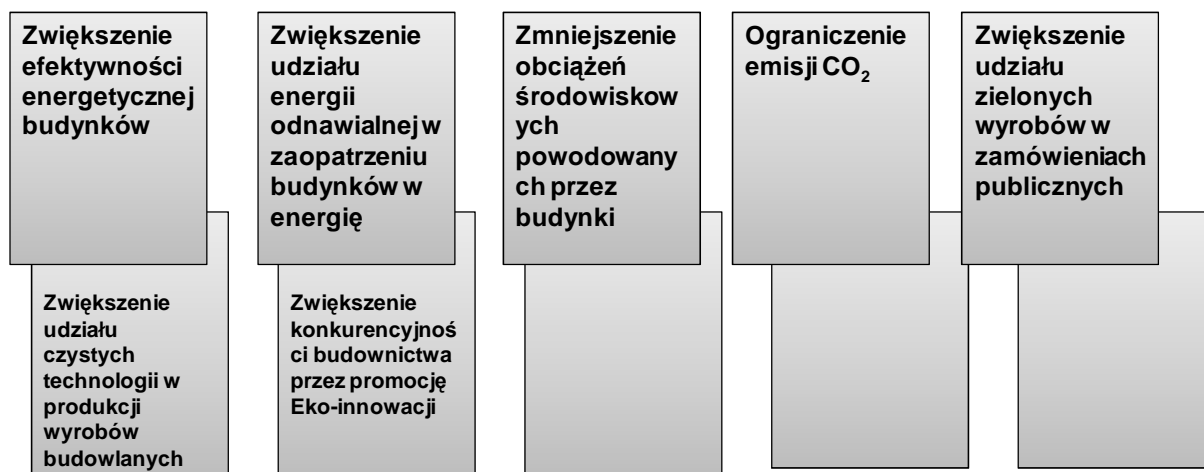 Zwiększenie
efektywności
energetycznej
budynków
Zwiększenie
udziału
energii
odnawialnej w
zaopatrzeniu
budynków w
energię
Zmniejszenie
obciążeń
środowiskow
ych
powodowany
ch przez
budynki
Ograniczenie
emisji CO₂
Zwiększenie
udziału
zielonych
wyrobów w
zamówieniach
publicznych
Zwiększenie
udziału
czystych
technologii w
produkcji
wyrobów
budowlanych
Zwiększenie
konkurencyjnoś
ci budownictwa
przez promocję
Eko-innowacji